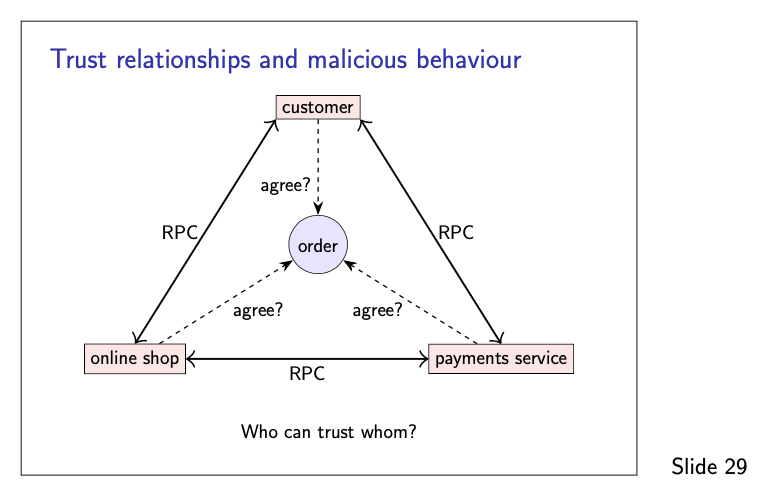 Trust relationships and malicious behaviour
customer
agree?
RPC
RPC
order
agree?
agree?
online shop
payments service
RPC
Who can trust whom?
Slide 29